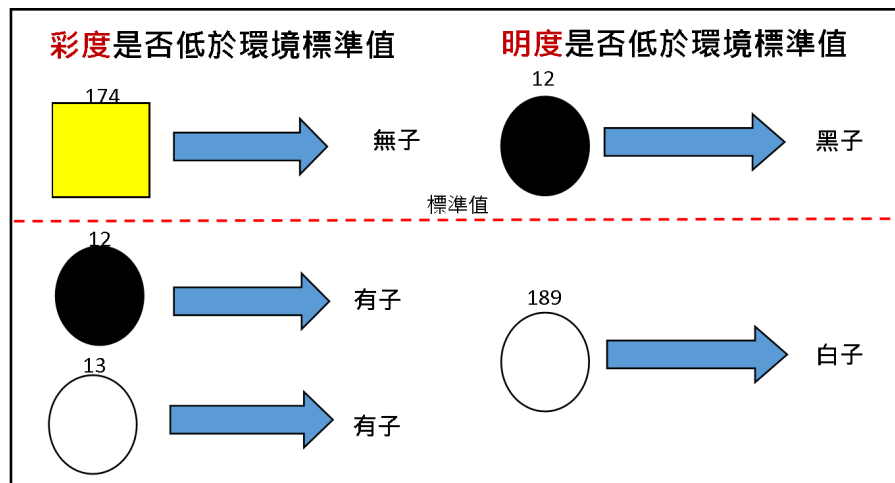 彩度是否低於環境標準值
174
無子
標準值
12
有子
13
有子
明度是否低於環境標準值
12
黑子
189
白子